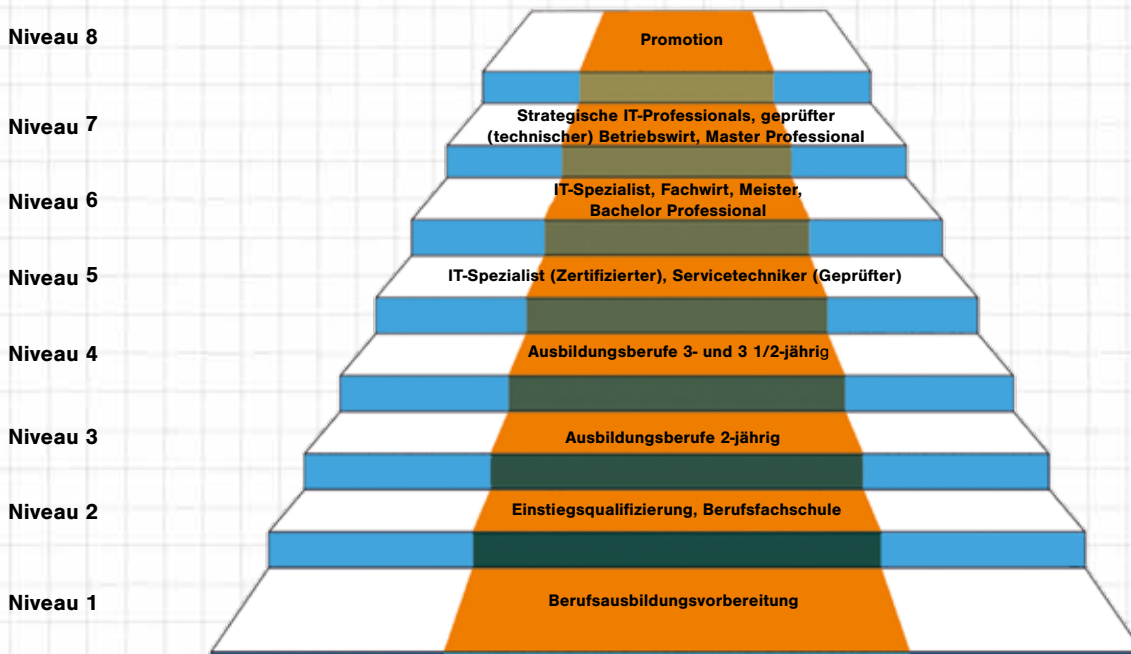 Niveau 8
Promotion
Niveau 7
Strategische IT-Professionals, geprüfter
(technischer) Betriebswirt, Master Professional
Niveau 6
IT-Spezialist, Fachwirt, Meister,
Bachelor Professional
Niveau 5
IT-Spezialist (Zertifizierter), Servicetechniker (Geprüfter)
Niveau 4
Ausbildungsberufe 3- und 3 1/2-jährig
Niveau 3
Ausbildungsberufe 2-jährig
Niveau 2
Einstiegsqualifizierung, Berufsfachschule
Niveau 1
Berufsausbildungsvorbereitung